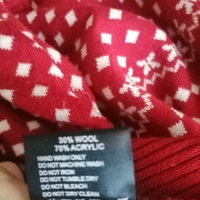 30% WOOL
70% ACRYLIC
HAND WASH ONLY
DO NOT MACHINE WASH
DO NOT IRON
DO NOT TUMBLE DRY
DO NOT BLEACH
DO NOT DRY CLEAN